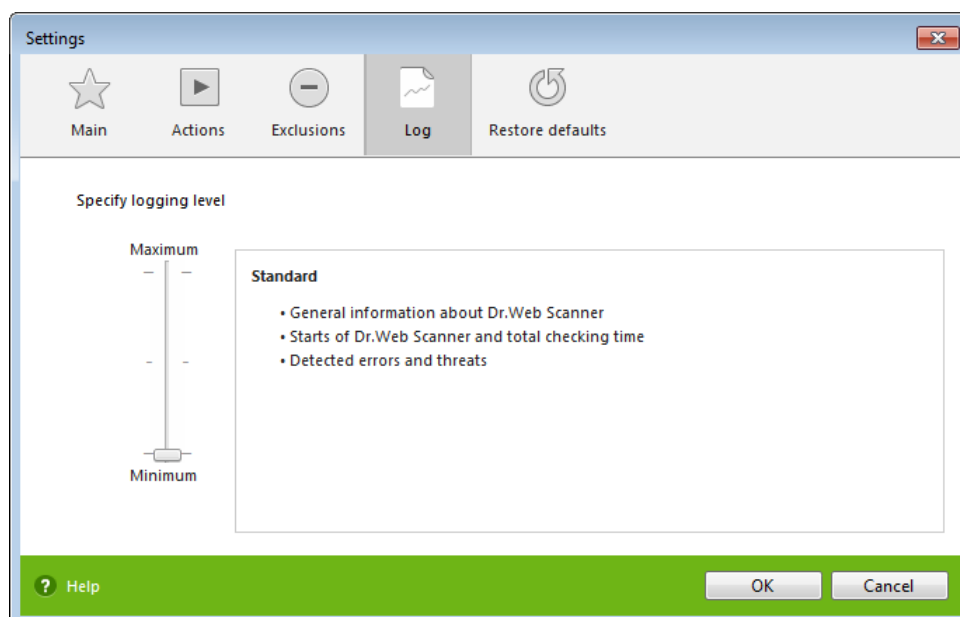 Settings
Main
Actions
Exclusions
Log
Restore defaults
Specify logging level
Maximum
Standard
• General information about Dr.Web Scanner
• Starts of Dr.Web Scanner and total checking time
• Detected errors and threats
Minimum
? Help
OK
Cancel